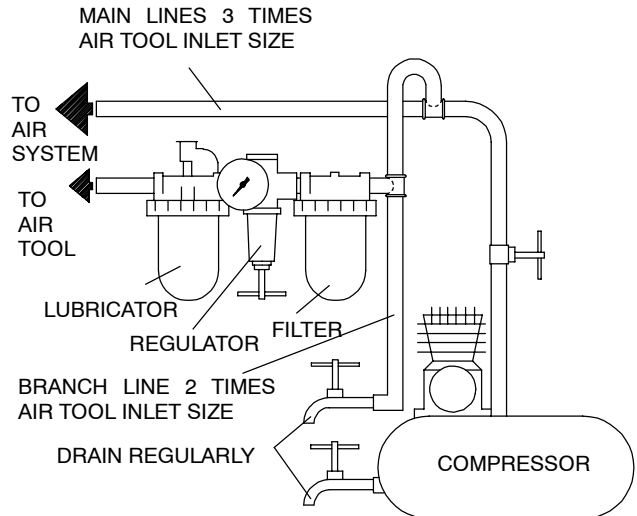 MAIN LINES 3 TIMES
AIR TOOL INLET SIZE
TO
AIR
SYSTEM
TO
AIR
TOOL
LUBRICATOR
REGULATOR
FILTER
BRANCH LINE 2 TIMES
AIR TOOL INLET SIZE
DRAIN REGULARLY
COMPRESSOR